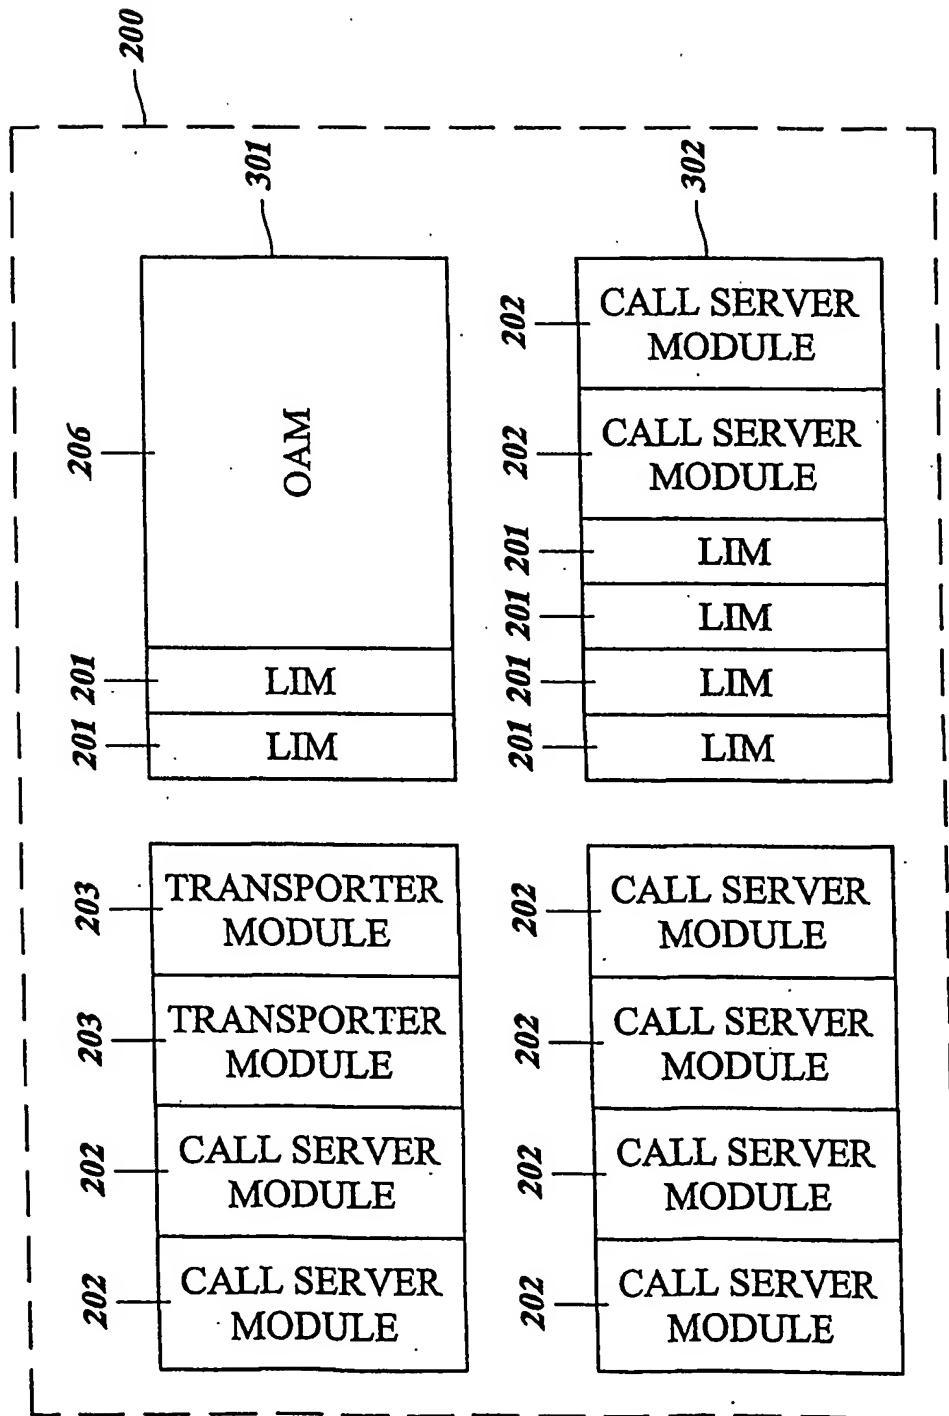 200
301
206
OAM
201
LIM
201
LIM
302
202
CALL SERVER
MODULE
202
CALL SERVER
MODULE
201
LIM
201
LIM
201
LIM
201
LIM
203
TRANSPORTER
MODULE
203
TRANSPORTER
MODULE
202
CALL SERVER
MODULE
202
CALL SERVER
MODULE
202
CALL SERVER
MODULE
202
CALL SERVER
MODULE
202
CALL SERVER
MODULE
202
CALL SERVER
MODULE